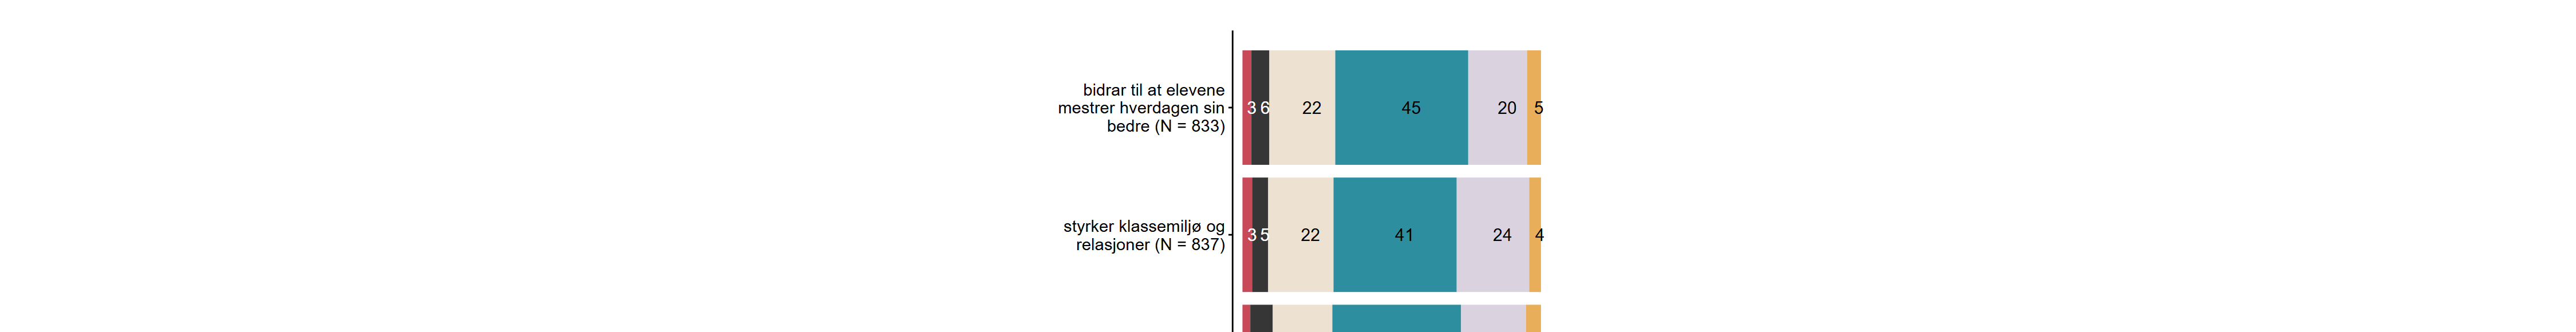 bidrar til at elevene
mestrer hverdagen sin
bedre (N = 833)
3 6 22 45 20 5
styrker klassemiljø og
relasjoner (N = 837)
3 5 22 41 24 4